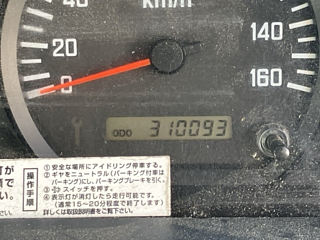 km/h
40
20
0
140
160
ODO 310093
操作手順
①安全な場所にアイドリング停車する。
②ギヤをニュートラル(パーキング付車は
パーキング)にし、パーキングブレーキを引く。
スイッチを押す。
④表示灯が消灯したら走行可能です。
(通常15~20分程度で終了します)
詳しくは取扱説明書をご覧下さい。